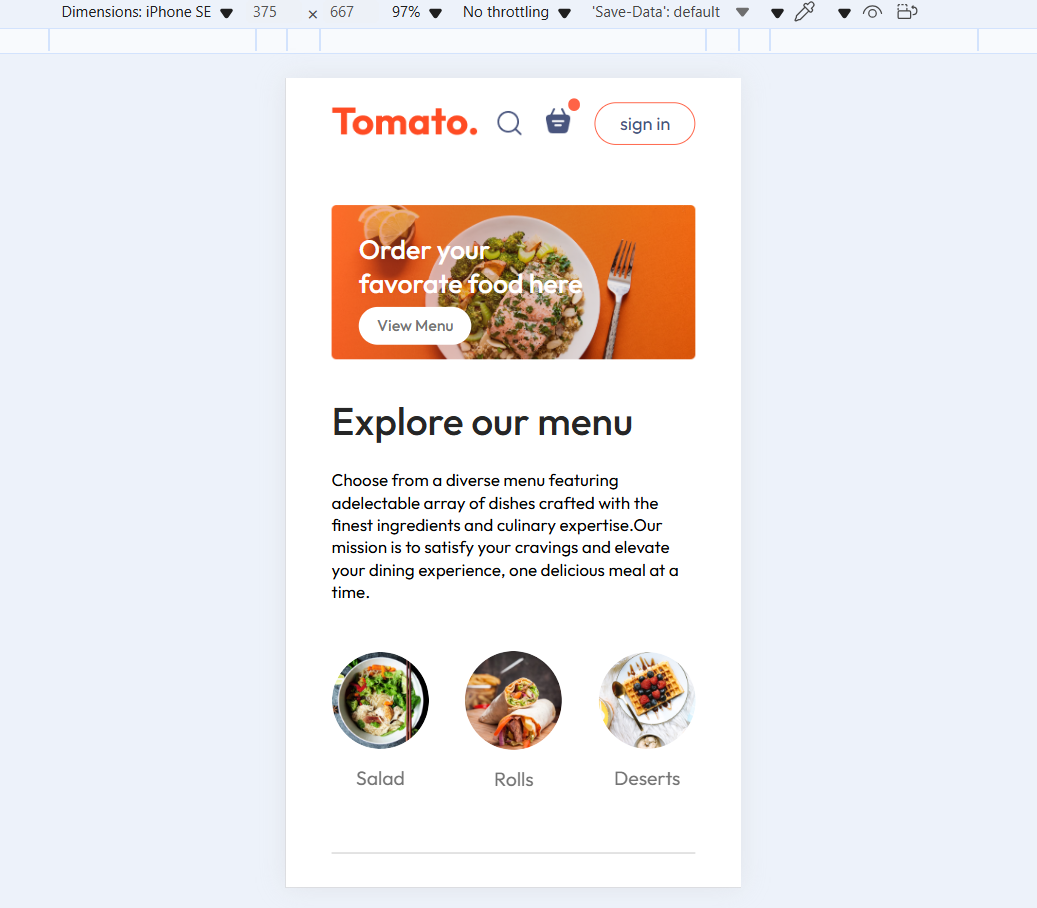 Dimensions: iPhone SE 375 × 667 97% No throttling 'Save-Data': default
Tomato.
sign in
Order your
favorate food here
View Menu
Explore our menu
Choose from a diverse menu featuring
adelectable array of dishes crafted with the
finest ingredients and culinary expertise.Our
mission is to satisfy your cravings and elevate
your dining experience, one delicious meal at a
time.
Salad
Rolls
Deserts